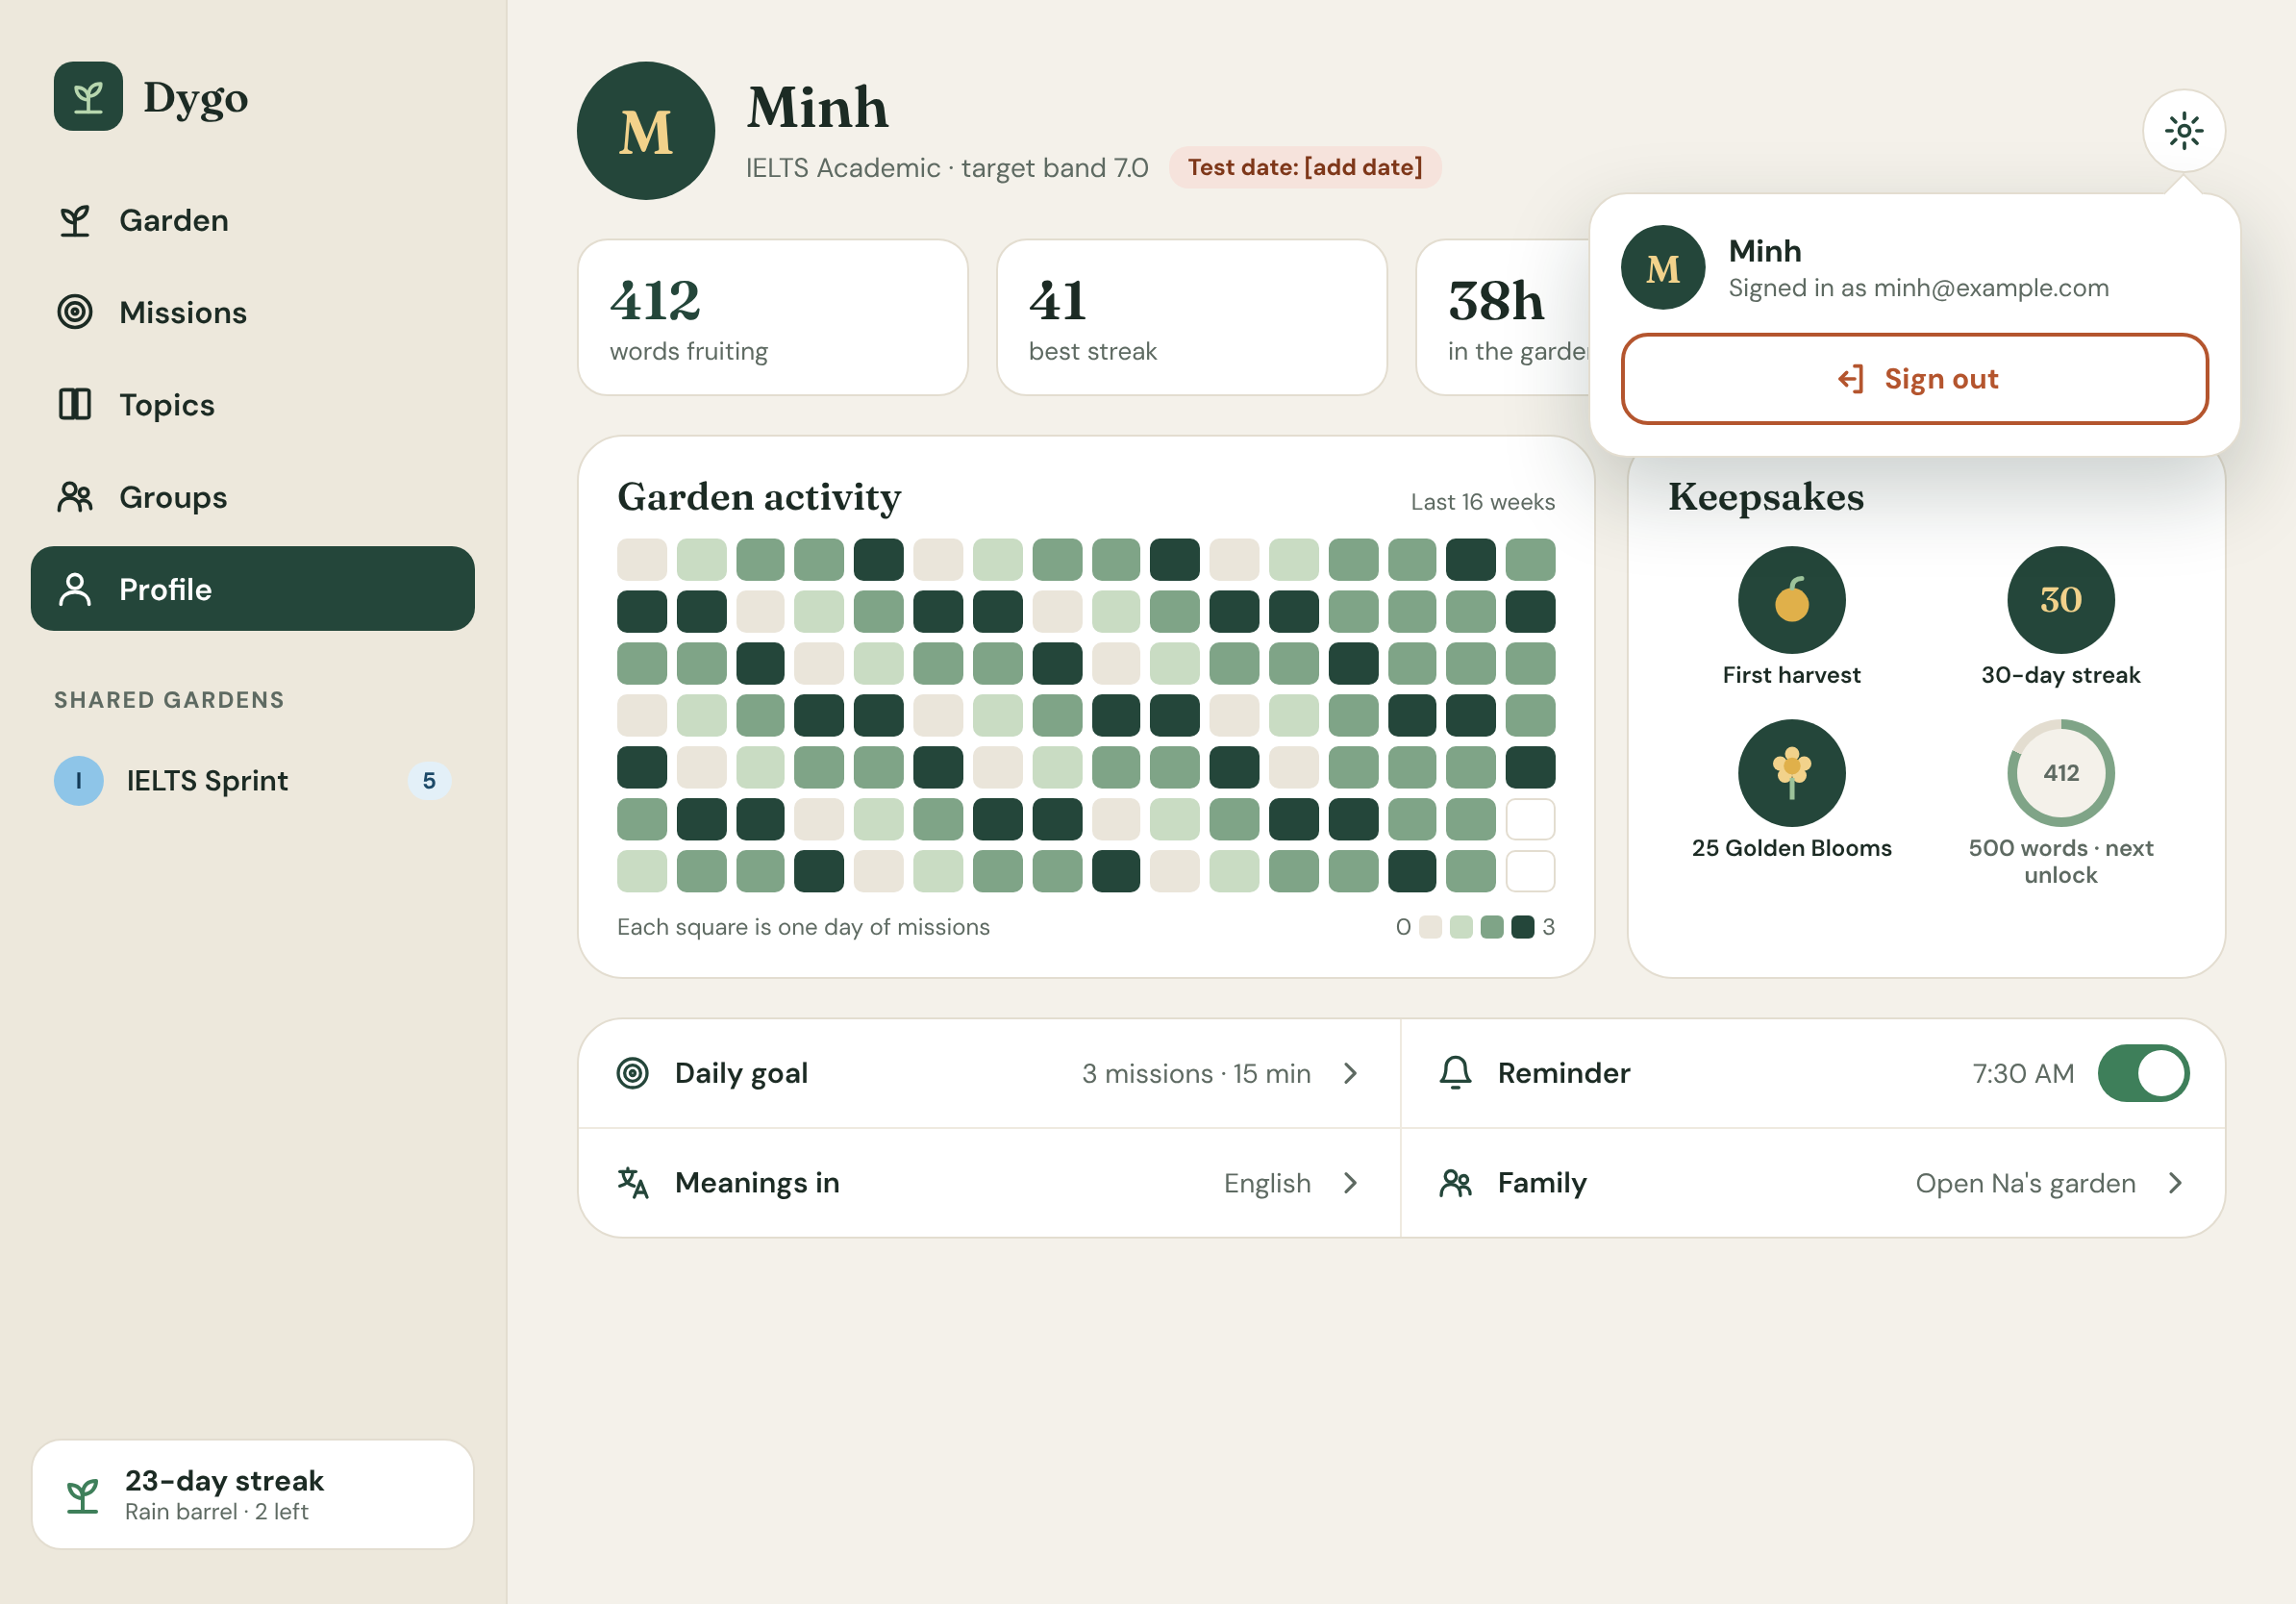 Dygo
Garden
Missions
Topics
Groups
Profile
SHARED GARDENS
I IELTS Sprint 5
23-day streak
Rain barrel · 2 left
M
Minh
IELTS Academic · target band 7.0 Test date: [add date]
M
Minh
Signed in as minh@example.com
Sign out
412
words fruiting
41
best streak
38h
in the garde
Garden activity Last 16 weeks
Each square is one day of missions 0 3
Keepsakes
First harvest
30
30-day streak
25 Golden Blooms
412
500 words · next
unlock
Daily goal 3 missions · 15 min
Reminder 7:30 AM
Meanings in English
Family Open Na's garden